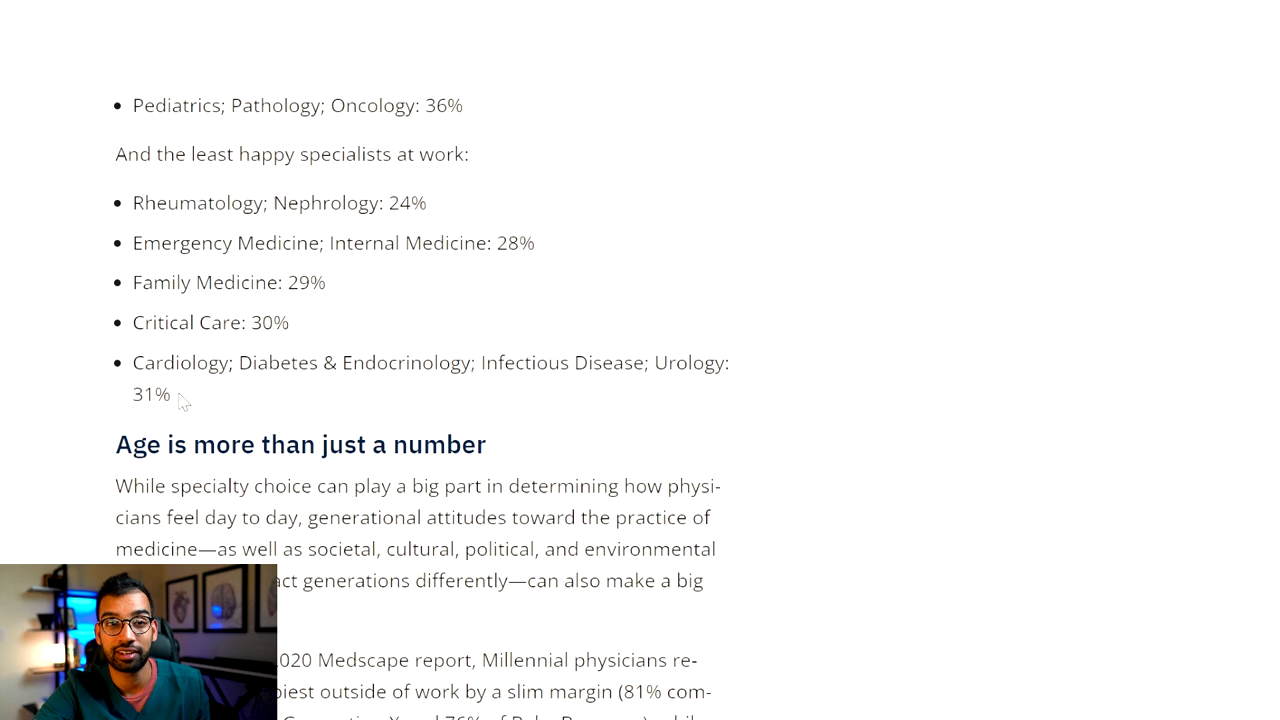 • Pediatrics; Pathology; Oncology: 36%
And the least happy specialists at work:
• Rheumatology; Nephrology: 24%
• Emergency Medicine; Internal Medicine: 28%
• Family Medicine: 29%
• Critical Care: 30%
• Cardiology; Diabetes & Endocrinology; Infectious Disease; Urology:
31%
Age is more than just a number
While specialty choice can play a big part in determining how physi-
cians feel day to day, generational attitudes toward the practice of
medicine—as well as societal, cultural, political, and environmental
generations differently—can also make a big
Medscape report, Millennial physicians re-
outside of work by a slim margin (81% com-